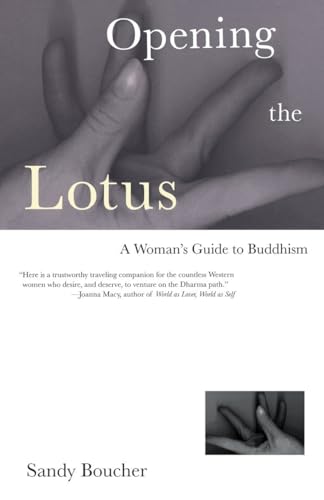 Opening
the
Lotus
A Woman's Guide to Buddhism
“Here is a trustworthy traveling companion for the countless Western
women who desire, and deserve, to venture on the Dharma path.”
—Joanna Macy, author of World as Lover, World as Self
Sandy Boucher